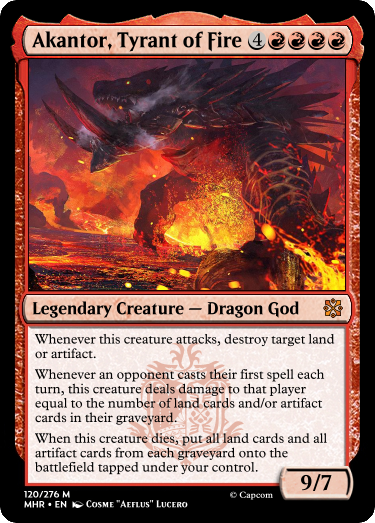 Akantor, Tyrant of Fire 4
Legendary Creature — Dragon God
Whenever this creature attacks, destroy target land
or artifact.
Whenever an opponent casts their first spell each
turn, this creature deals damage to that player
equal to the number of land cards and/or artifact
cards in their graveyard.
When this creature dies, put all land cards and all
artifact cards from each graveyard onto the
battlefield tapped under your control.
9/7
120/276 M
MHR • EN Cosme "Aeflus" Lucero
© Capcom